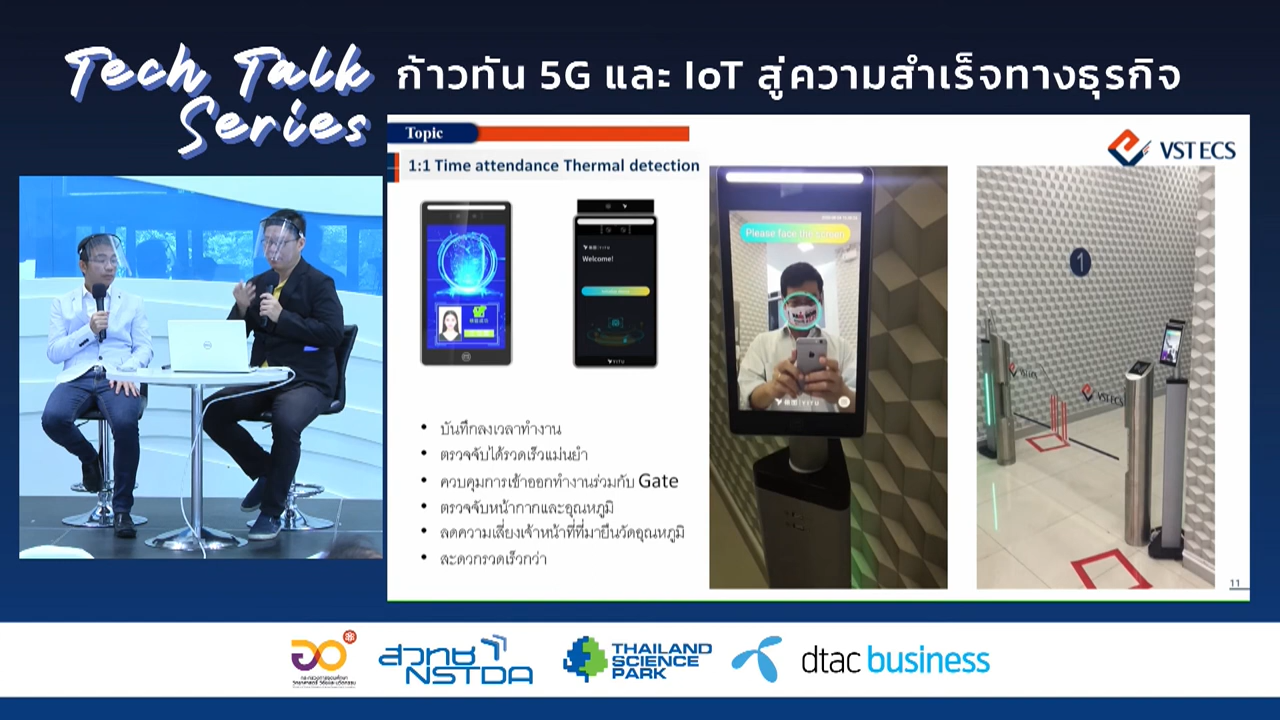 Tech Talk
Series
ก้าวทัน 5G และ IoT สู่ความสำเร็จทางธุรกิจ
Topic
VST ECS
1:1 Time attendance Thermal detection
Welcome!
Please face the screen
1
VST ECS
• บันทึกลงเวลาทำงาน
• ตรวจจับได้รวดเร็วแม่นยำ
• ควบคุมการเข้าออกทำงานร่วมกับ Gate
• ตรวจจับหน้ากากและอุณหภูมิ
• ลดความเสี่ยงเจ้าหน้าที่ที่มายืนวัดอุณหภูมิ
• สะดวกรวดเร็วกว่า
11
สวทช
NSTDA
THAILAND
SCIENCE
PARK
dtac business